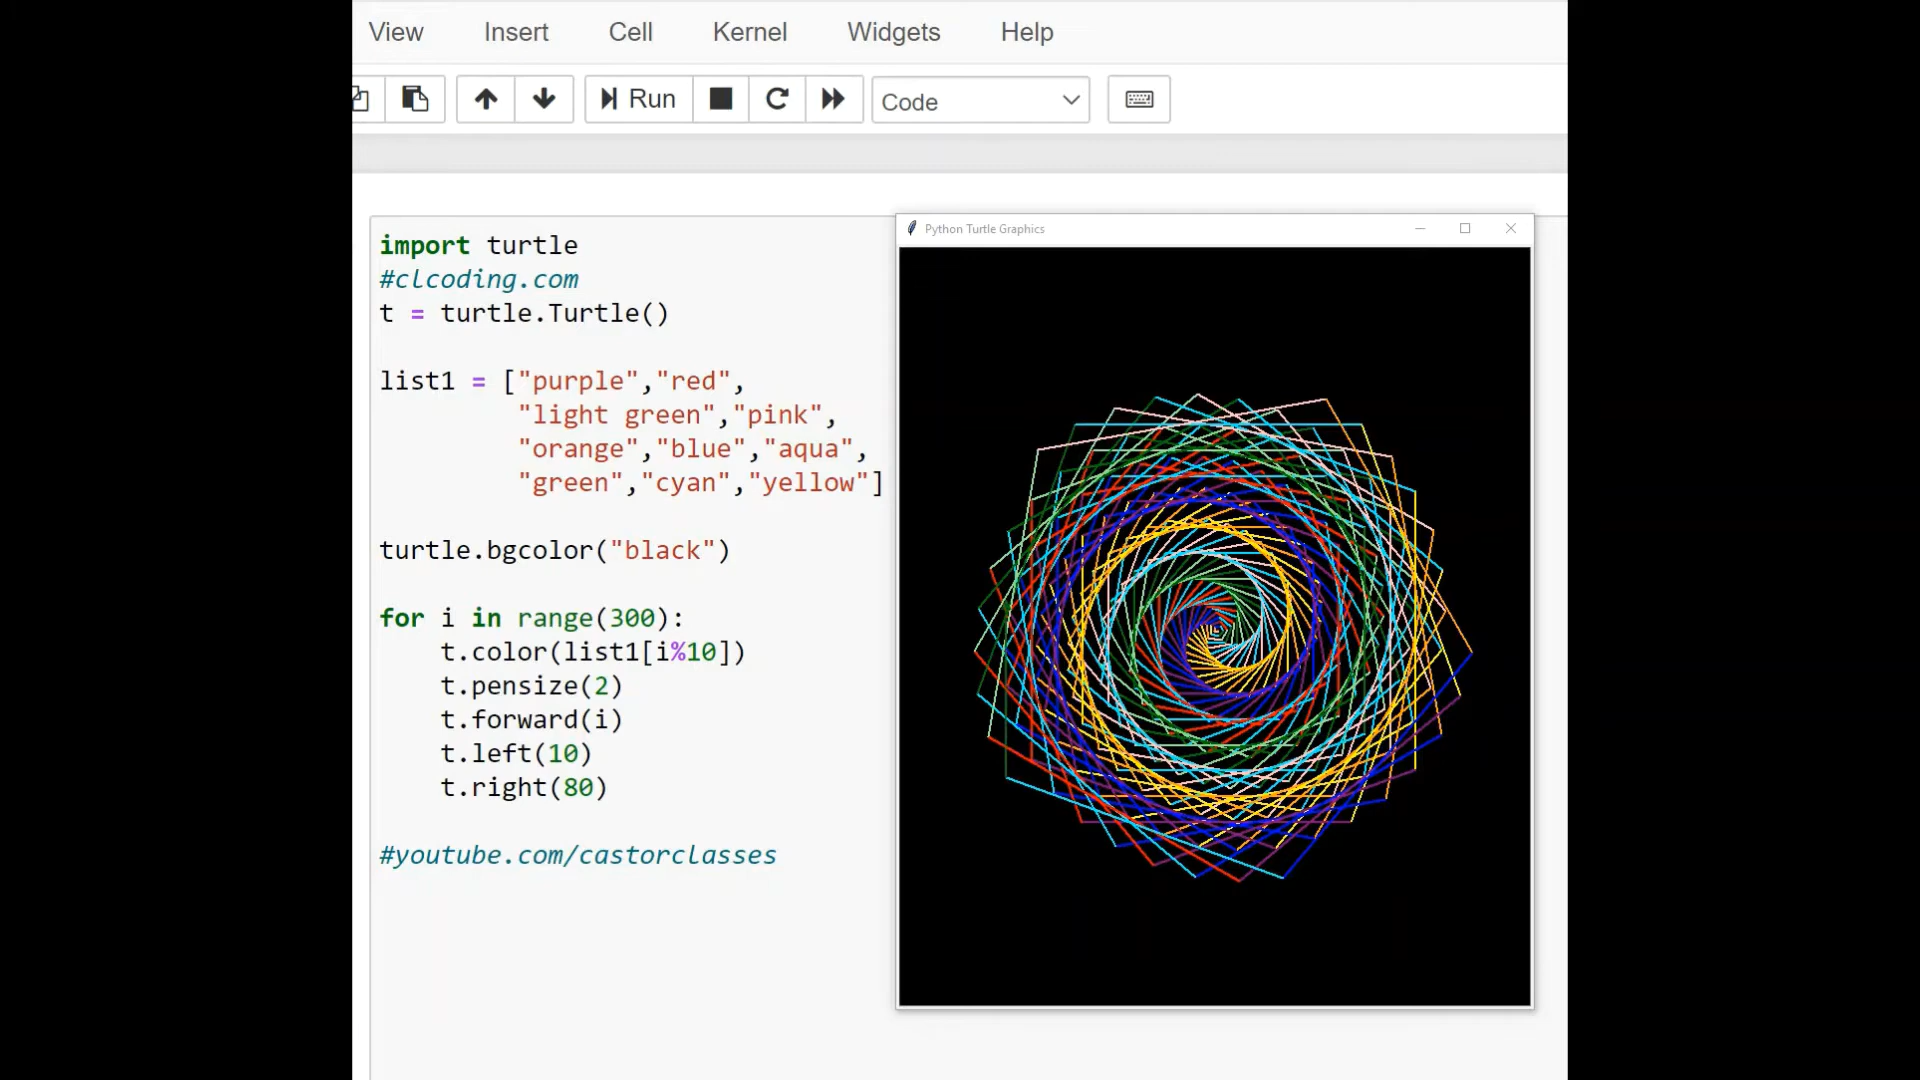 View Insert Cell Kernel Widgets Help
Run Code
import turtle
#clcoding.com
t = turtle.Turtle()
list1 = ["purple","red",
"light green","pink",
"orange","blue","aqua",
"green","cyan","yellow"]
turtle.bgcolor("black")
for i in range(300):
t.color(list1[i%10])
t.pensize(2)
t.forward(i)
t.left(10)
t.right(80)
#youtube.com/castorclasses
Python Turtle Graphics